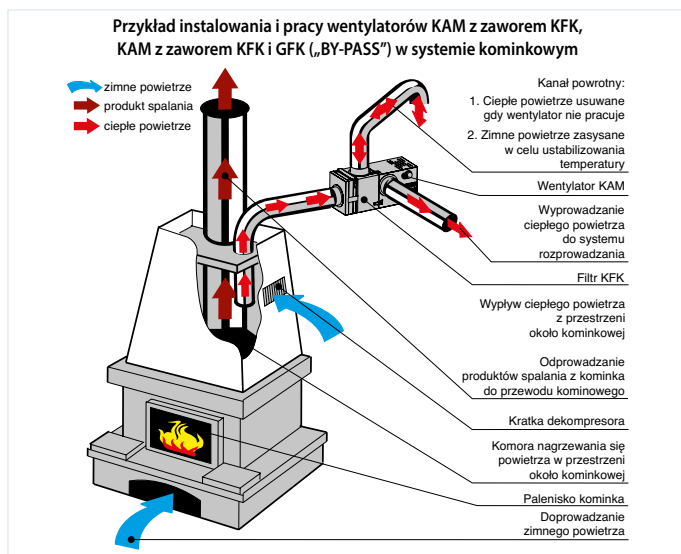 Przykład instalowania i pracy wentylatorów KAM z zaworem KFK,
KAM z zaworem KFK i GFK („BY-PASS”) w systemie kominkowym
zimne powietrze
produkt spalania
ciepłe powietrze
Kanał powrotny:
1. Ciepłe powietrze usuwane
gdy wentylator nie pracuje
2. Zimne powietrze zasysane
w celu ustabilizowania
temperatury
Wentylator KAM
Wyprowadzanie
ciepłego powietrza
do systemu
rozprowadzania
Filtr KFK
Wypływ ciepłego powietrza
z przestrzeni
około kominkowej
Odprowadzanie
produktów spalania z kominka
do przewodu kominowego
Kratka dekompresora
Komora nagrzewania się
powietrza w przestrzeni
około kominkowej
Palenisko kominka
Doprowadzanie
zimnego powietrza